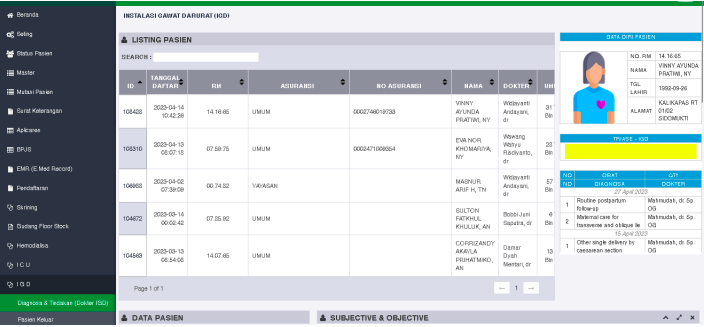 Beranda
Seting
Status Pasien
Master
Mutasi Pasien
Surat Keterangan
Aplicares
BPJS
EMR (E.Med Record)
Pendaftaran
Skrining
Gudang Floor Stock
Hemodialisa
I C U
I G D
Diagnosa & Tindakan (Dokter IGD)
Pasien Keluar
INSTALASI GAWAT DARURAT (IGD)
LISTING PASIEN
SEARCH :
ID TANGGAL DAFTAR RM ASURANSI NO ASURANSI NAMA DOKTER UMU
108428 2023-04-14 10:42:26 14.16.65 UMUM 0002746019733 VINNY AYUNDA PRATIWI, NY Widjayanti Andayani, dr 31 Bln
108310 2023-04-13 08:07:18 07.59.75 UMUM 0002471009354 EVA NOR KHOMARIYA, NY Wawang Wahyu Risdiyanto, dr 28 Bln
106988 2023-04-02 07:39:09 00.74.82 YAYASAN MASNUR ARIF H, TN Widjayanti Andayani, dr 57 Bln
104672 2023-03-14 00:02:42 07.25.92 UMUM SULTON FATKHUL KHULUK, AN Bobbi Juni Saputra, dr 6 Bln
104563 2023-03-13 08:54:08 14.07.65 UMUM CORRIZANDY AKAYLA PRIHATMIKO, AN Damar Dyah Mentari, dr 13 Bln
Page 1 of 1
← 1 →
DATA PASIEN
SUBJECTIVE & OBJECTIVE
DATA DIRI PASIEN
NO. RM 14.16.65
NAMA VINNY AYUNDA PRATIWI, NY
TGL LAHIR 1992-09-26
ALAMAT KALIKAPAS RT 01/02 SIDOMUKTI
TRIASE - IGD
NO OBAT QTY
NO DIAGNOSA DOKTER
27 April 2023
1 Routine postpartum follow-up Mahmudah, dr. Sp. OG
2 Maternal care for transverse and oblique lie Mahmudah, dr. Sp. OG
15 April 2023
1 Other single delivery by caesarean section Mahmudah, dr. Sp. OG